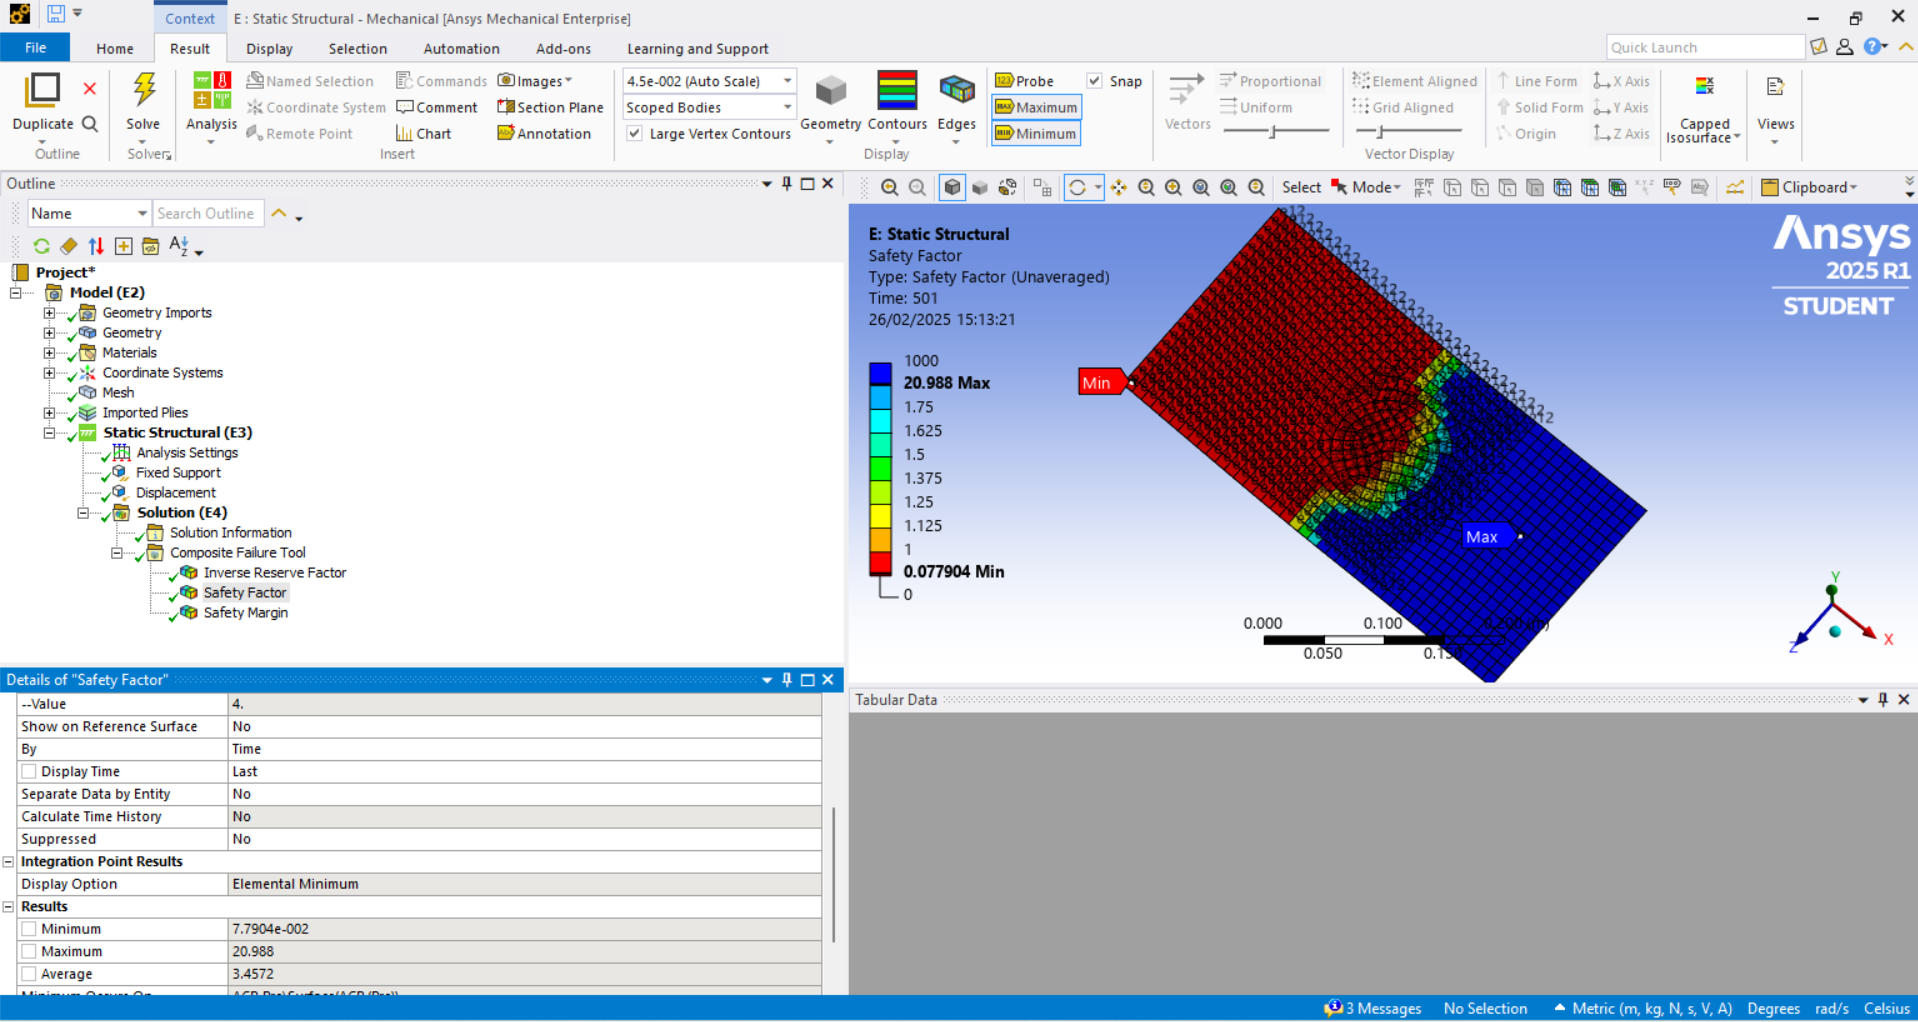 Context
E : Static Structural - Mechanical [Ansys Mechanical Enterprise]
File
Home
Result
Display
Selection
Automation
Add-ons
Learning and Support
Quick Launch
Duplicate
Outline
Solve
Solver
Analysis
Named Selection
Coordinate System
Remote Point
Commands
Comment
Chart
Images
Section Plane
Annotation
Insert
4.5e-002 (Auto Scale)
Scoped Bodies
Large Vertex Contours
Geometry
Contours
Edges
Display
Probe
Maximum
Minimum
Snap
Vectors
Proportional
Uniform
Element Aligned
Grid Aligned
Vector Display
Line Form
Solid Form
Origin
X Axis
Y Axis
Z Axis
Capped
Isosurface
Views
Outline
Name
Search Outline
Project*
Model (E2)
Geometry Imports
Geometry
Materials
Coordinate Systems
Mesh
Imported Plies
Static Structural (E3)
Analysis Settings
Fixed Support
Displacement
Solution (E4)
Solution Information
Composite Failure Tool
Inverse Reserve Factor
Safety Factor
Safety Margin
Details of "Safety Factor"
--Value 4.
Show on Reference Surface No
By Time
Display Time Last
Separate Data by Entity No
Calculate Time History No
Suppressed No
Integration Point Results
Display Option Elemental Minimum
Results
Minimum 7.7904e-002
Maximum 20.988
Average 3.4572
Select
Mode
Clipboard
E: Static Structural
Safety Factor
Type: Safety Factor (Unaveraged)
Time: 501
26/02/2025 15:13:21
1000
20.988 Max
1.75
1.625
1.5
1.375
1.25
1.125
1
0.077904 Min
0
Min
Max
Ansys
2025 R1
STUDENT
0.000
0.100
0.050
Y
X
Z
Tabular Data
3 Messages
No Selection
Metric (m, kg, N, s, V, A)
Degrees
rad/s
Celsius